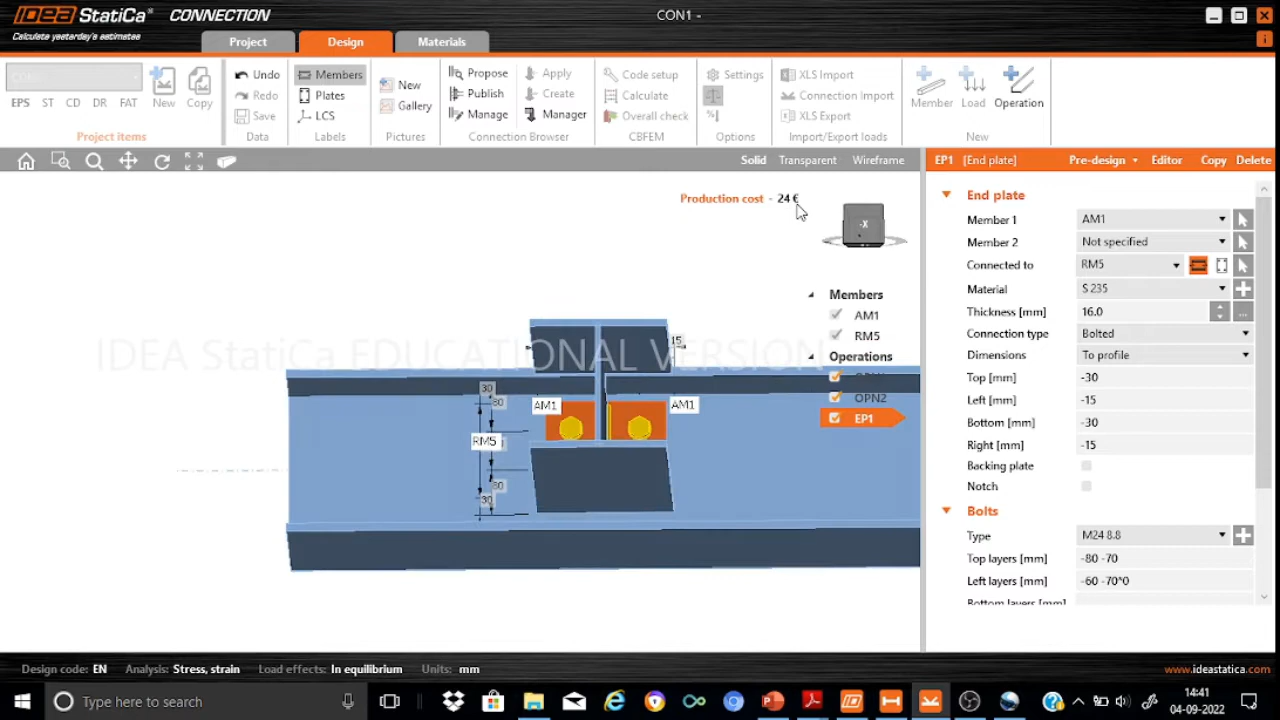 IDEA StatiCa® CONNECTION
Calculate yesterday's estimates
CON1 -
Project
Design
Materials
CON1
EPS ST CD DR FAT
New
Copy
Project items
Undo
Redo
Save
Data
Members
Plates
LCS
Labels
New
Gallery
Pictures
Propose
Publish
Manage
Apply
Create
Manager
Connection Browser
Code setup
Calculate
Overall check
CBFEM
Settings
Options
XLS Import
Connection Import
XLS Export
Import/Export loads
Member
Load
Operation
New
Solid Transparent Wireframe
EP1 [End plate] Pre-design Editor Copy Delete
Production cost - 24 €
-X
Members
AM1
RM5
Operations
OPN2
EP1
IDEA StatiCa EDUCATIONAL VERSION
15
30
80
AM1
AM1
RM5
60
30
End plate
Member 1 AM1
Member 2 Not specified
Connected to RM5
Material S 235
Thickness [mm] 16.0
Connection type Bolted
Dimensions To profile
Top [mm] -30
Left [mm] -15
Bottom [mm] -30
Right [mm] -15
Backing plate
Notch
Bolts
Type M24 8.8
Top layers [mm] -80 -70
Left layers [mm] -60 -70*0
Bottom layers [mm]
Design code: EN Analysis: Stress, strain Load effects: In equilibrium Units: mm
www.ideastatica.com
Type here to search
14:41
04-09-2022